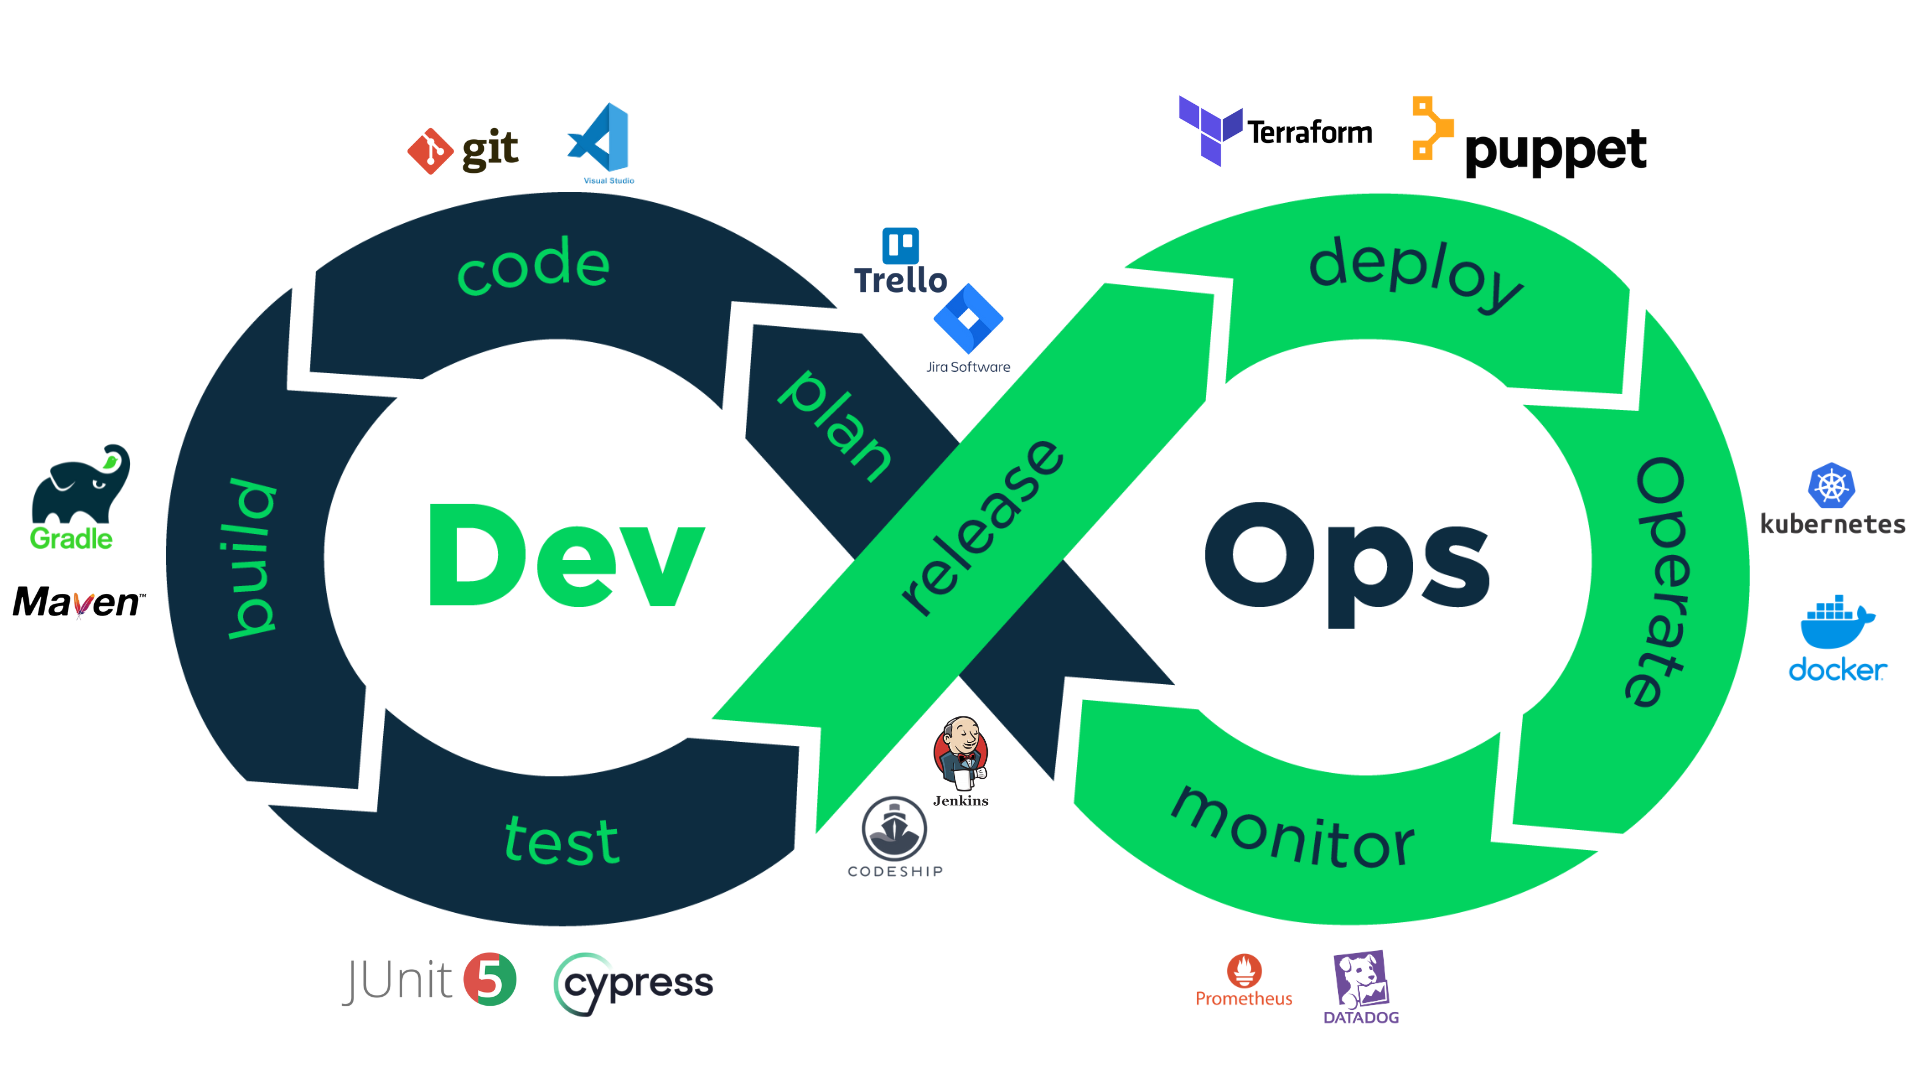 git
Visual Studio
Terraform
puppet
Trello
Jira Software
code
deploy
plan
release
build
Dev
Ops
Operate
Gradle
Maven™
kubernetes
docker
test
monitor
Jenkins
CODESHIP
JUnit 5
cypress
Prometheus
DATADOG